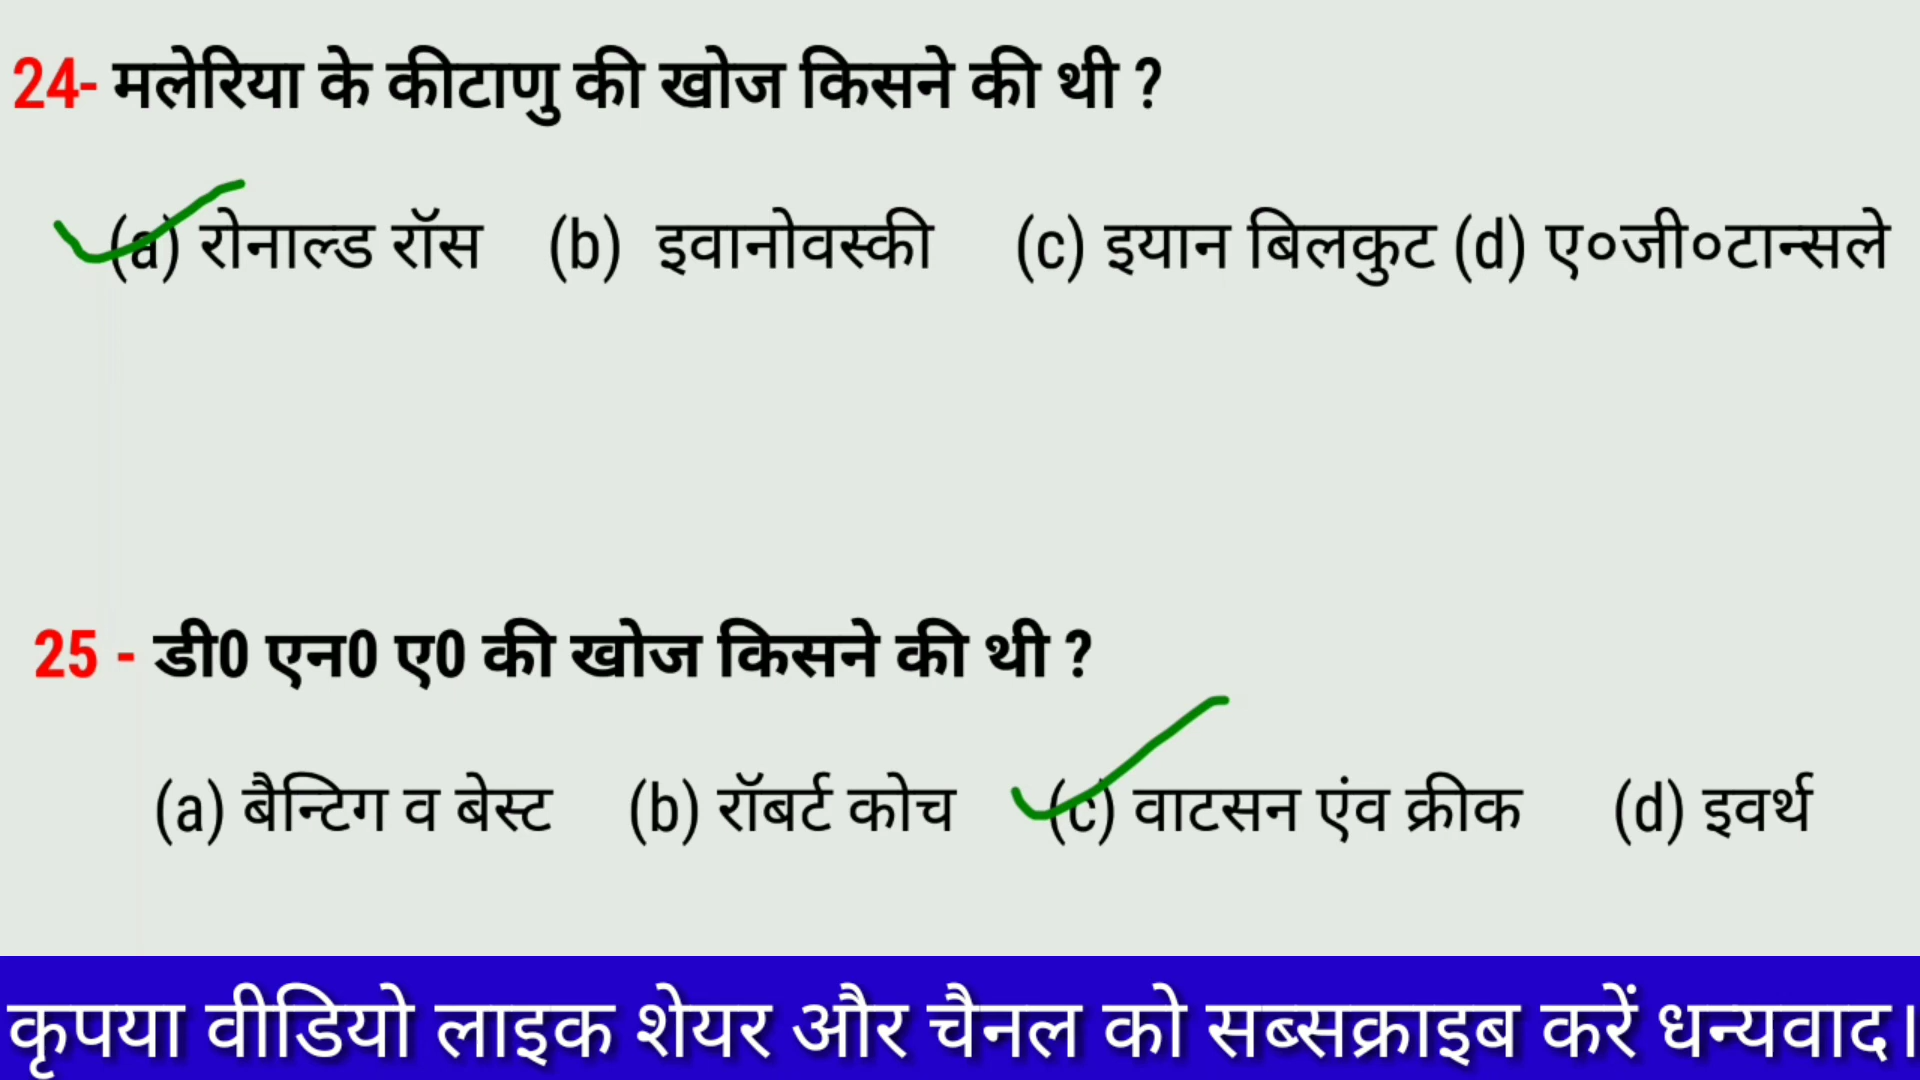 24- मलेरिया के कीटाणु की खोज किसने की थी ?
(a) रोनाल्ड रॉस (b) इवानोवस्की (c) इयान बिलकुट (d) ए०जी०टान्सले
25 - डी0 एन0 ए0 की खोज किसने की थी ?
(a) बैन्टिग व बेस्ट (b) रॉबर्ट कोच (c) वाटसन एंव क्रीक (d) इवर्थ
कृपया वीडियो लाइक शेयर और चैनल को सब्सक्राइब करें धन्यवाद।